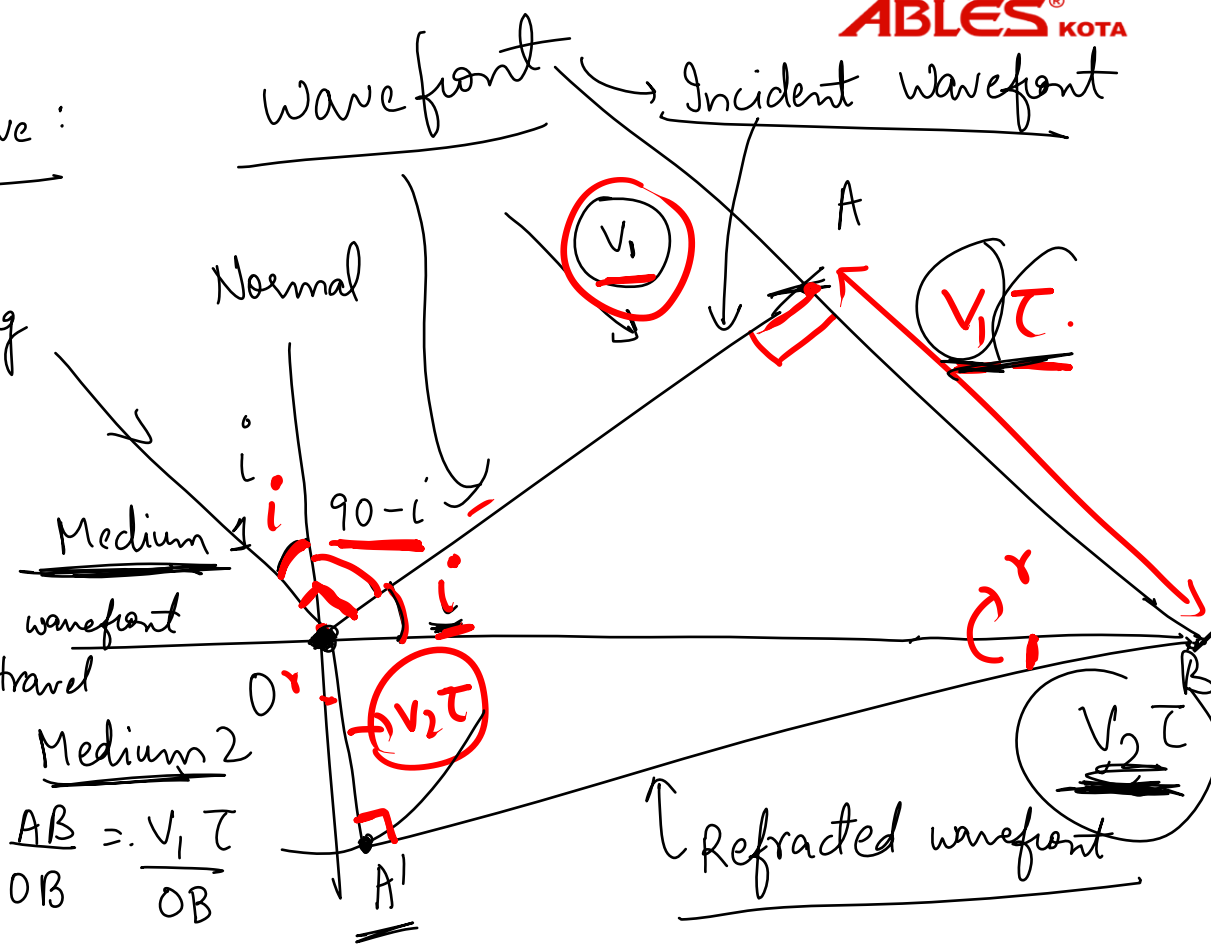 ABLES® KOTA
ve :
wavefront
Incident wavefront
A
V₁
Normal
V₁ τ.
g
i
i
90-i
Medium 1
i
r
wavefront
travel
O
r
V₂ τ
B
Medium 2
V₂ τ
AB/OB = V₁ τ/OB
Refracted wavefront
A'